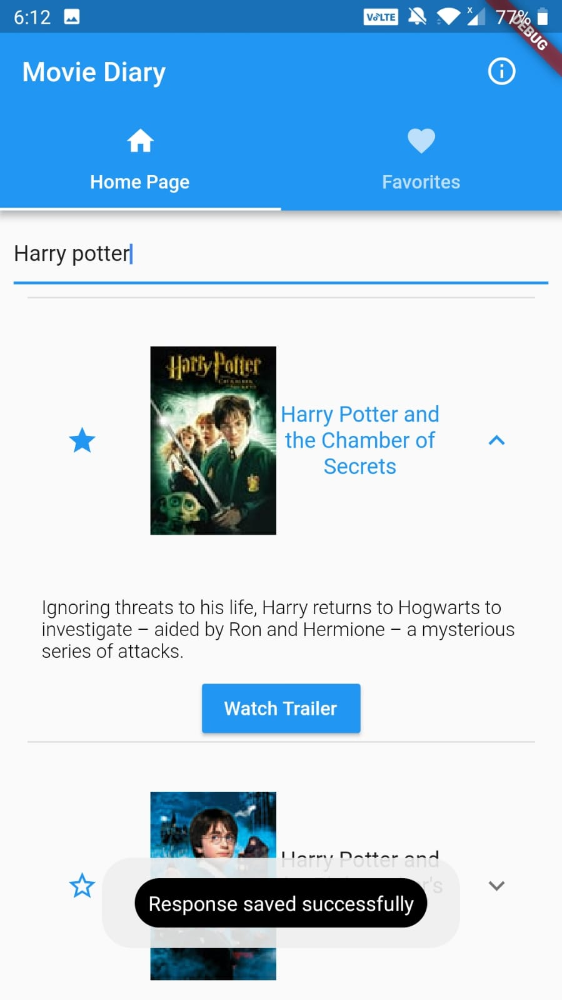 6:12
VoLTE
x
77%
DEBUG
Movie Diary
Home Page
Favorites
Harry potter
Harry Potter
CHAMBER
SECRETS
Harry Potter and
the Chamber of
Secrets
Ignoring threats to his life, Harry returns to Hogwarts to
investigate – aided by Ron and Hermione – a mysterious
series of attacks.
Watch Trailer
Harry Potter and
r's
Response saved successfully